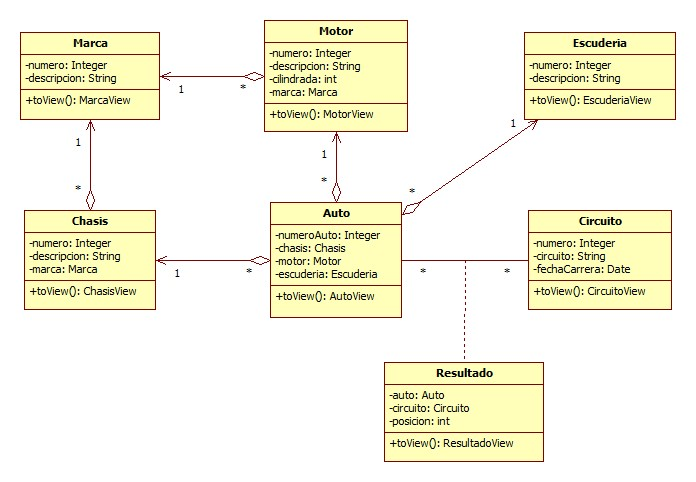 Marca
-numero: Integer
-descripcion: String
+toView(): MarcaView
Motor
-numero: Integer
-descripcion: String
-cilindrada: int
-marca: Marca
+toView(): MotorView
Escuderia
-numero: Integer
-descripcion: String
+toView(): EscuderiaView
1
*
1
*
1
*
1
*
Chasis
-numero: Integer
-descripcion: String
-marca: Marca
+toView(): ChasisView
Auto
-numeroAuto: Integer
-chasis: Chasis
-motor: Motor
-escuderia: Escuderia
+toView(): AutoView
Circuito
-numero: Integer
-circuito: String
-fechaCarrera: Date
+toView(): CircuitoView
1
*
*
*
Resultado
-auto: Auto
-circuito: Circuito
-posicion: int
+toView(): ResultadoView